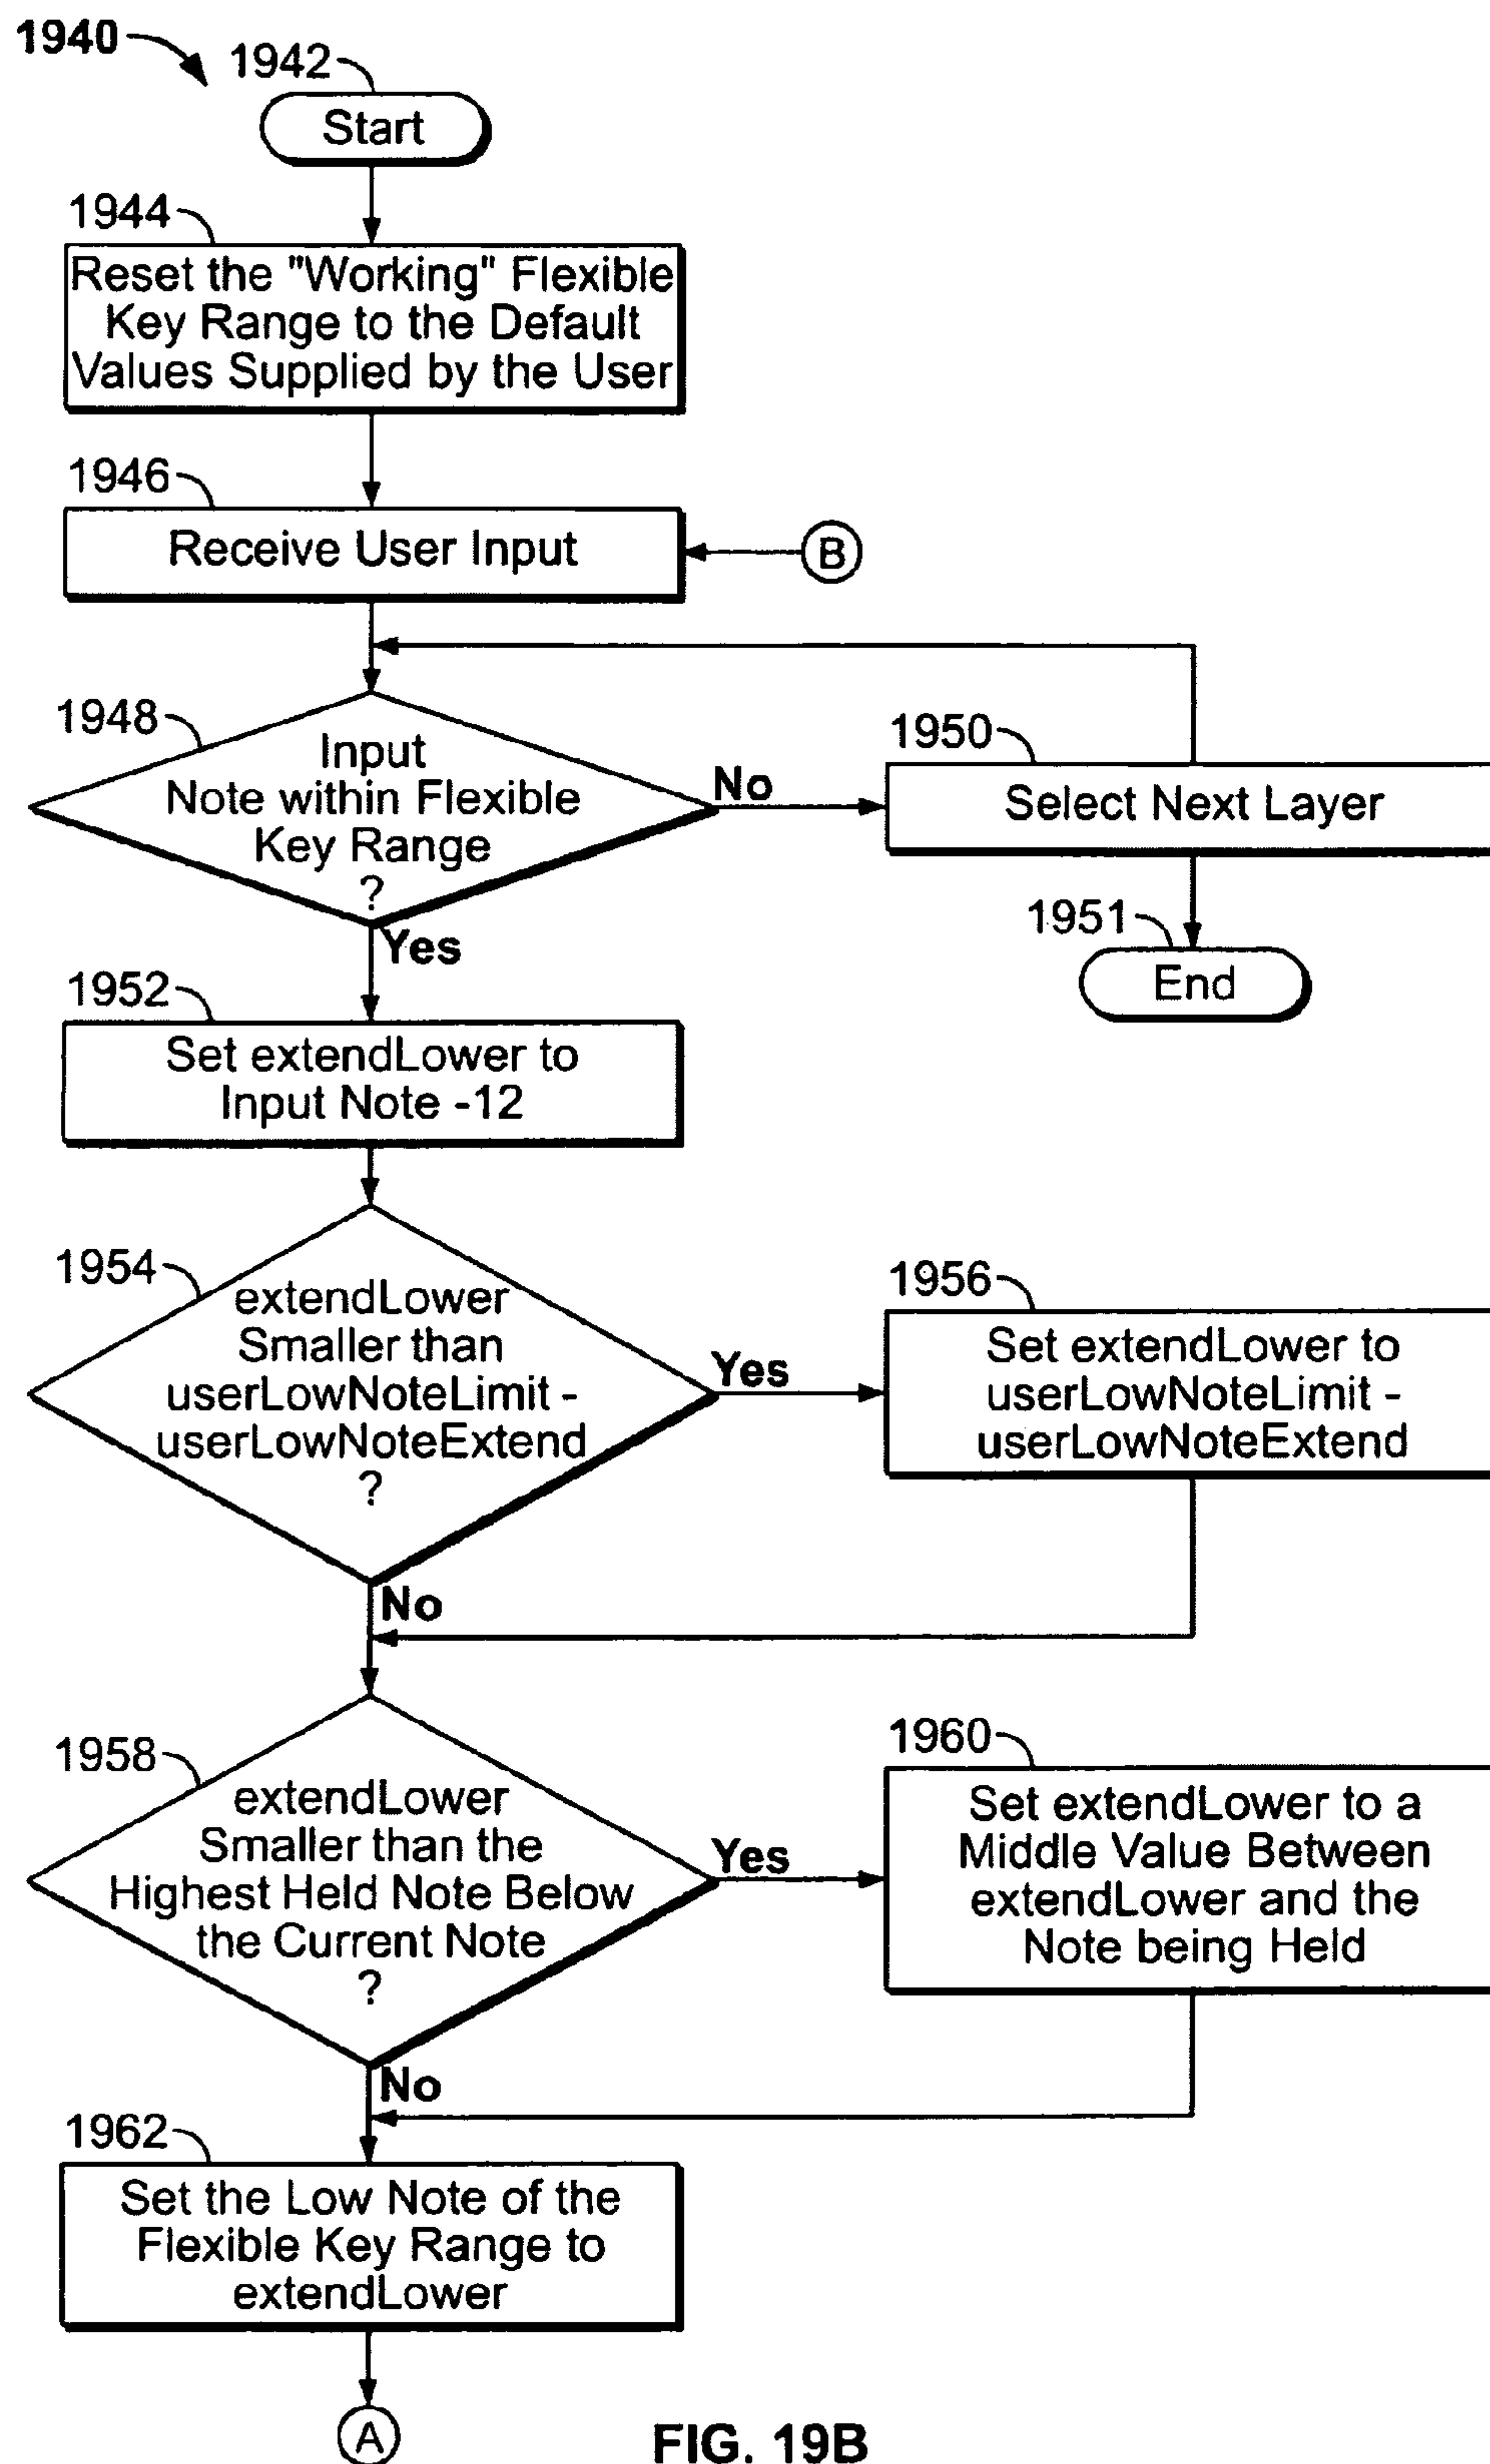 1940
1942
Start
1944
Reset the "Working" Flexible
Key Range to the Default
Values Supplied by the User
1946
Receive User Input
B
1948
Input
Note within Flexible
Key Range
?
No
1950
Select Next Layer
1951
End
Yes
1952
Set extendLower to
Input Note -12
1954
extendLower
Smaller than
userLowNoteLimit -
userLowNoteExtend
?
Yes
1956
Set extendLower to
userLowNoteLimit -
userLowNoteExtend
No
1958
extendLower
Smaller than the
Highest Held Note Below
the Current Note
?
Yes
1960
Set extendLower to a
Middle Value Between
extendLower and the
Note being Held
No
1962
Set the Low Note of the
Flexible Key Range to
extendLower
A
FIG. 19B